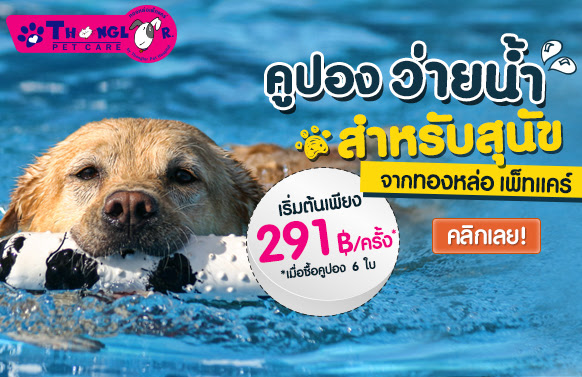 THONGLOR
PET CARE
คูปอง ว่ายน้ำ
สำหรับสุนัข
จากทองหล่อ เพ็ทแคร์
เริ่มต้นเพียง
291 ฿/ครั้ง*
*เมื่อซื้อคูปอง 6 ใบ
คลิกเลย!